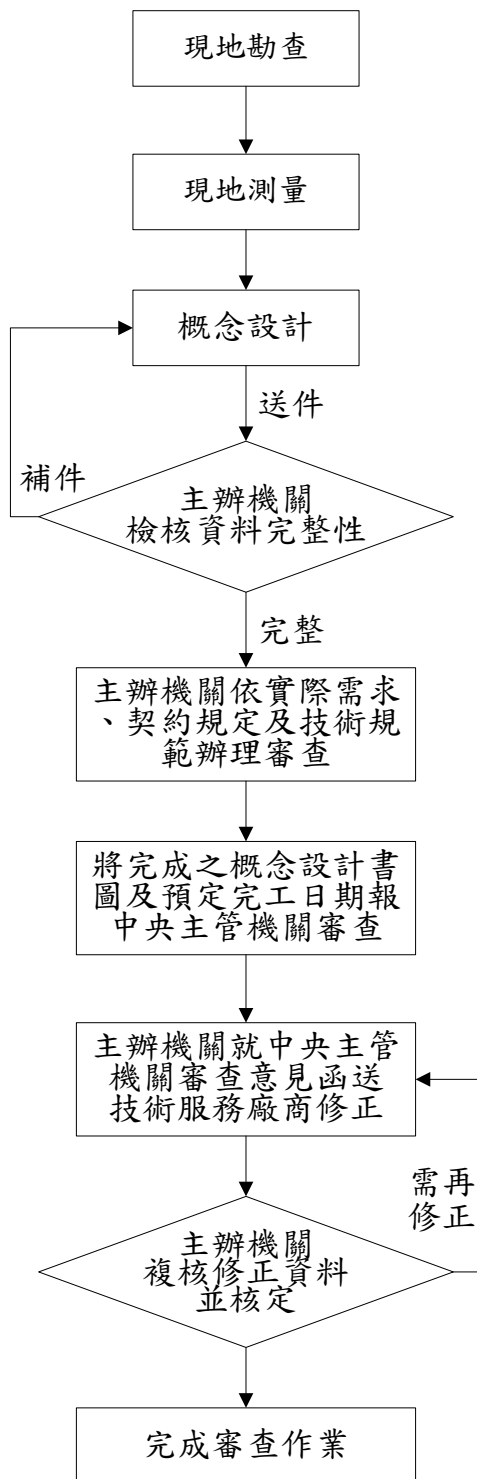 現地勘查
現地測量
概念設計
送件
補件
主辦機關
檢核資料完整性
完整
主辦機關依實際需求
、契約規定及技術規
範辦理審查
將完成之概念設計書
圖及預定完工日期報
中央主管機關審查
主辦機關就中央主管
機關審查意見函送
技術服務廠商修正
需再
修正
主辦機關
複核修正資料
並核定
完成審查作業